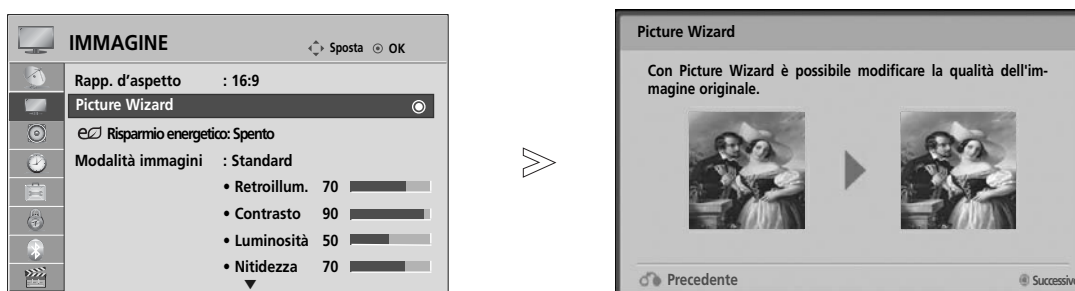 IMMAGINE
Sposta OK
Rapp. d'aspetto : 16:9
Picture Wizard
Risparmio energetico: Spento
Modalità immagini : Standard
• Retroillum. 70
• Contrasto 90
• Luminosità 50
• Nitidezza 70
Picture Wizard
Con Picture Wizard è possibile modificare la qualità dell'im-
magine originale.
Precedente
Successivo